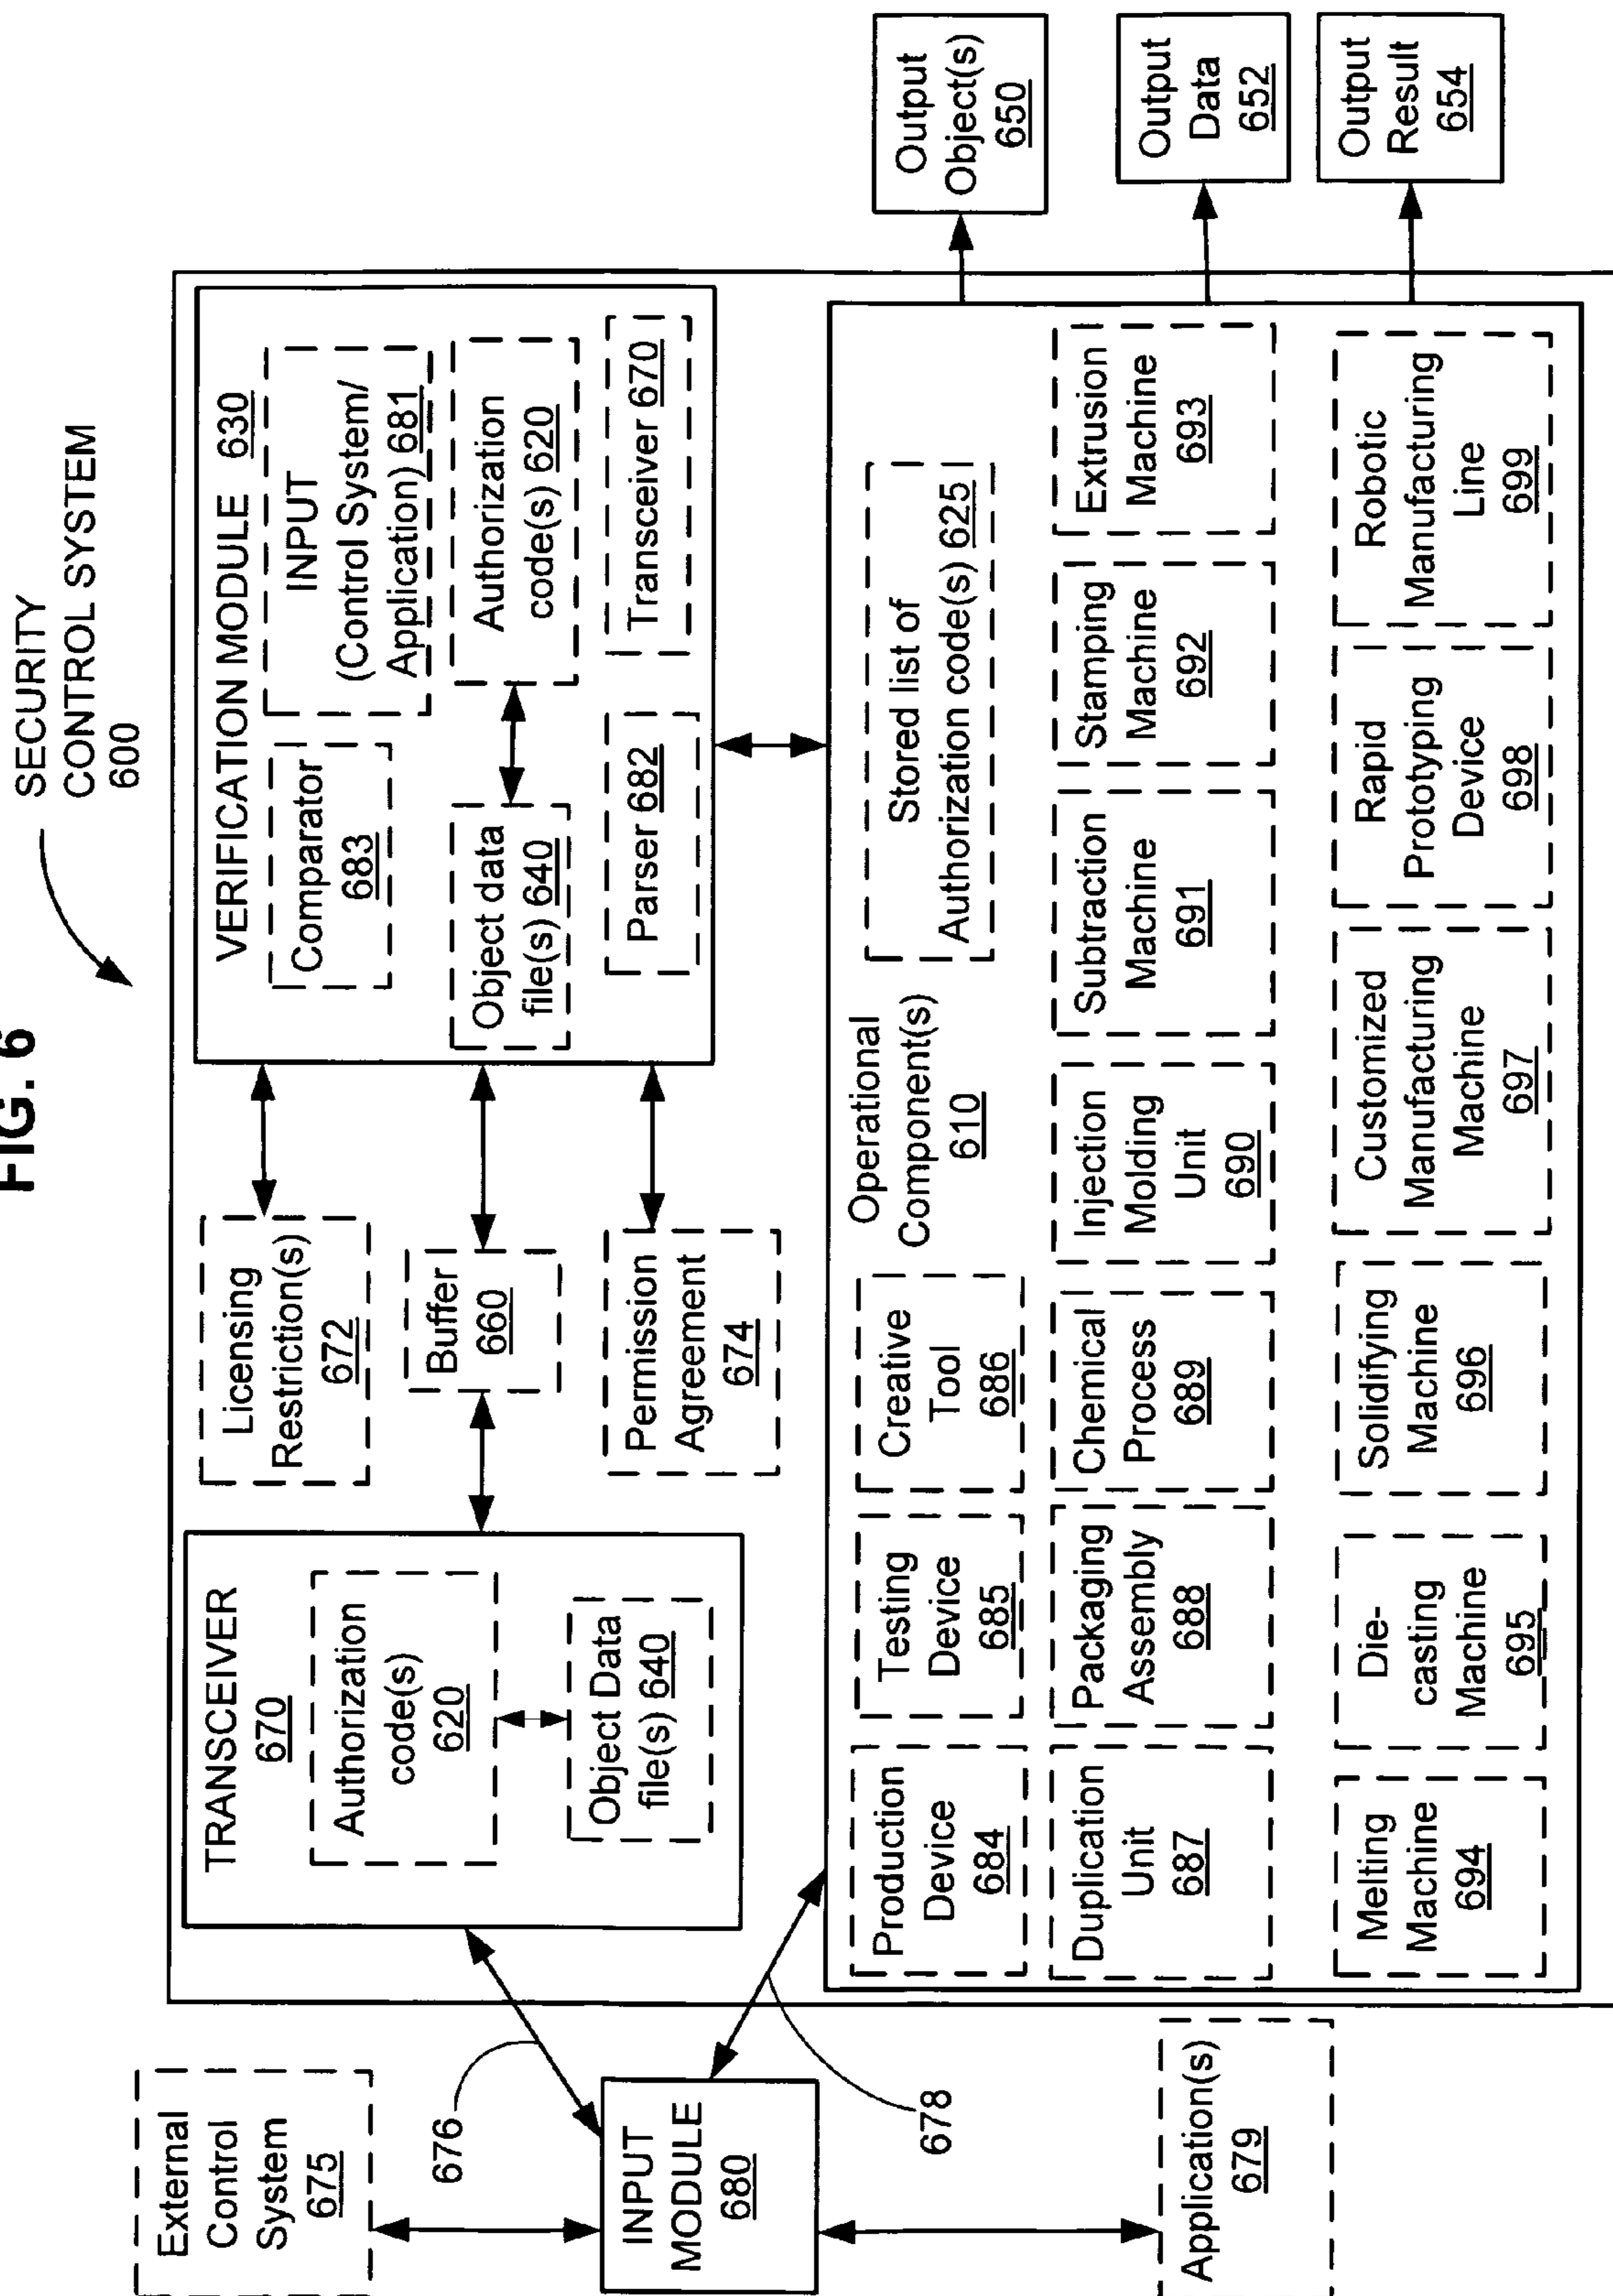 FIG. 6
SECURITY
CONTROL SYSTEM
600
External
Control
System
675
676
INPUT
MODULE
680
678
Application(s)
679
TRANSCEIVER
670
Authorization
code(s)
620
Object Data
file(s) 640
Licensing
Restriction(s)
672
Buffer
660
Permission
Agreement
674
VERIFICATION MODULE 630
Comparator
683
INPUT
(Control System/
Application) 681
Object data
file(s) 640
Authorization
code(s) 620
Parser 682
Transceiver 670
Production
Device
684
Testing
Device
685
Creative
Tool
686
Operational
Component(s)
610
Stored list of
Authorization code(s) 625
Duplication
Unit
687
Packaging
Assembly
688
Chemical
Process
689
Injection
Molding
Unit
690
Subtraction
Machine
691
Stamping
Machine
692
Extrusion
Machine
693
Melting
Machine
694
Die-
casting
Machine
695
Solidifying
Machine
696
Customized
Manufacturing
Machine
697
Rapid
Prototyping
Device
698
Robotic
Manufacturing
Line
699
Output
Object(s)
650
Output
Data
652
Output
Result
654